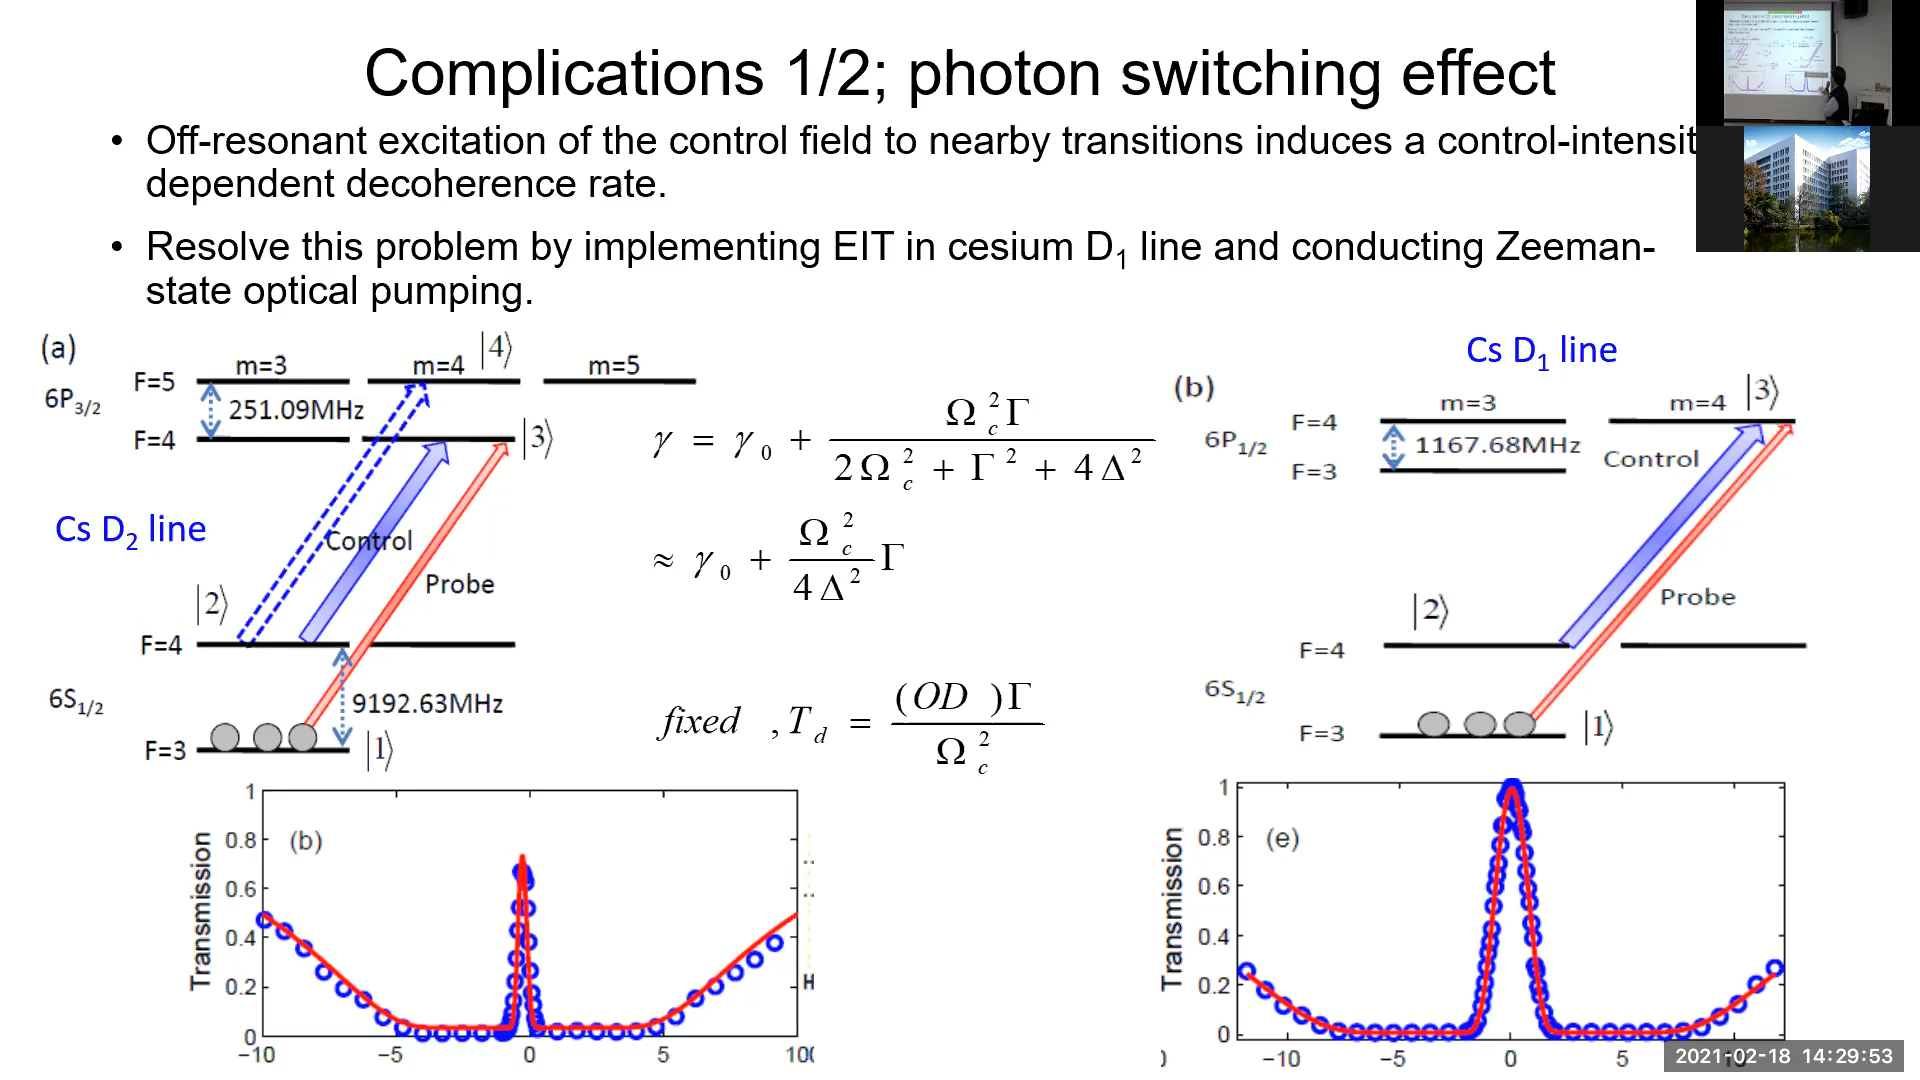 Complications 1/2; photon switching effect
• Off-resonant excitation of the control field to nearby transitions induces a control-intensit
dependent decoherence rate.
• Resolve this problem by implementing EIT in cesium D₁ line and conducting Zeeman-
state optical pumping.
(a)
6P3/2
F=5
m=3
m=4
|4⟩
m=5
251.09MHz
F=4
|3⟩
Cs D₂ line
Control
Probe
|2⟩
F=4
6S1/2
9192.63MHz
F=3
|1⟩
γ = γ₀ + Ω_c² Γ / (2Ω_c² + Γ² + 4Δ²)
≈ γ₀ + Ω_c² / (4Δ²) Γ
fixed , T_d = (OD )Γ / Ω_c²
Cs D₁ line
(b)
m=3
m=4
|3⟩
F=4
6P1/2
1167.68MHz
Control
F=3
Probe
|2⟩
F=4
6S1/2
F=3
|1⟩
Transmission
(b)
1
0.8
0.6
0.4
0.2
0
−10
−5
0
5
100
H
Transmission
(e)
1
0.8
0.6
0.4
0.2
0
−10
−5
0
5
2021-02-18 14:29:53